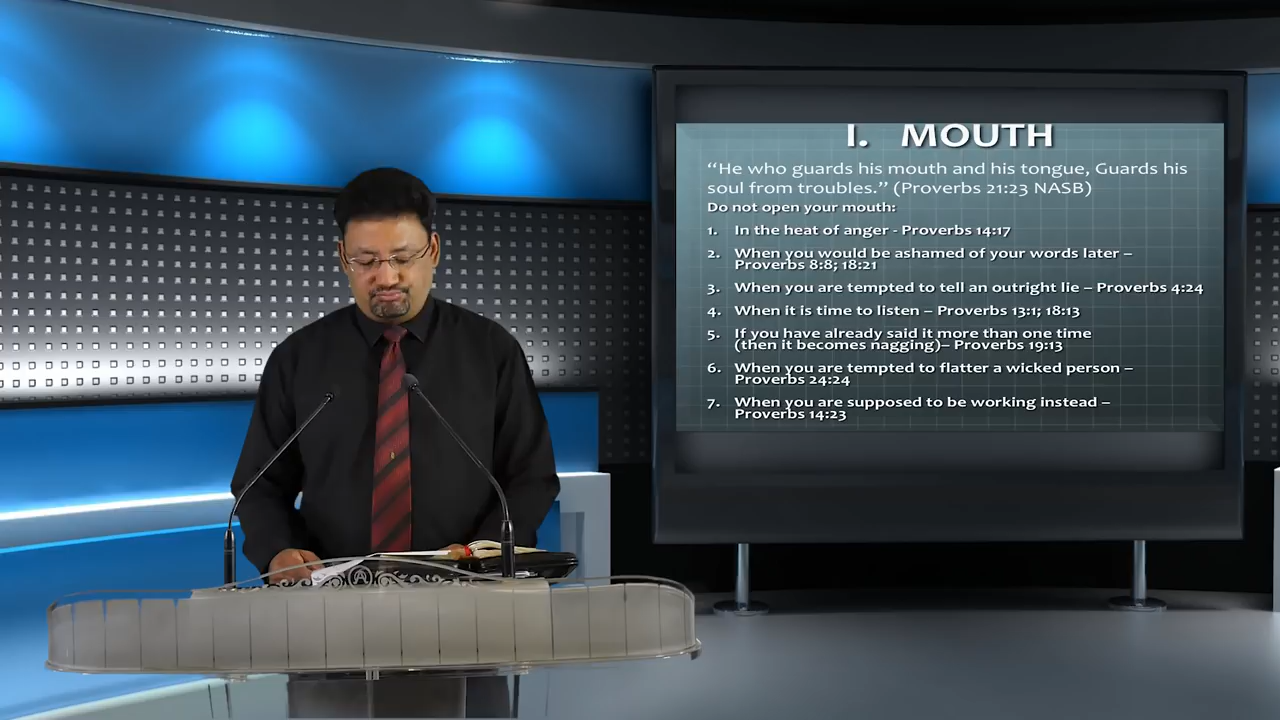 I. MOUTH
“He who guards his mouth and his tongue, Guards his
soul from troubles.” (Proverbs 21:23 NASB)
Do not open your mouth:
1. In the heat of anger - Proverbs 14:17
2. When you would be ashamed of your words later –
Proverbs 8:8; 18:21
3. When you are tempted to tell an outright lie – Proverbs 4:24
4. When it is time to listen – Proverbs 13:1; 18:13
5. If you have already said it more than one time
(then it becomes nagging)– Proverbs 19:13
6. When you are tempted to flatter a wicked person –
Proverbs 24:24
7. When you are supposed to be working instead –
Proverbs 14:23